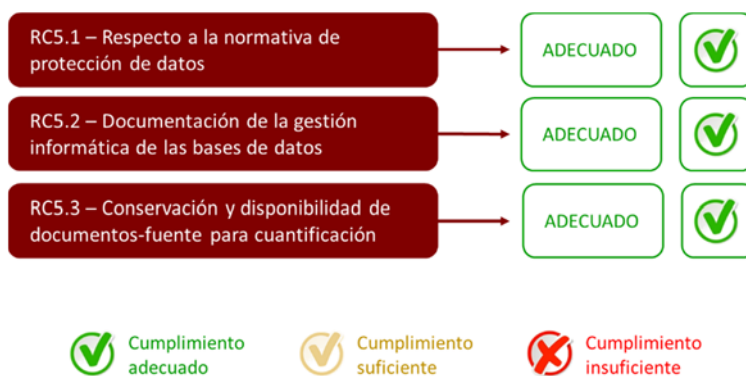 RC5.1 – Respecto a la normativa de
protección de datos
ADECUADO
RC5.2 – Documentación de la gestión
informática de las bases de datos
ADECUADO
RC5.3 – Conservación y disponibilidad de
documentos-fuente para cuantificación
ADECUADO
Cumplimiento
adecuado
Cumplimiento
suficiente
Cumplimiento
insuficiente